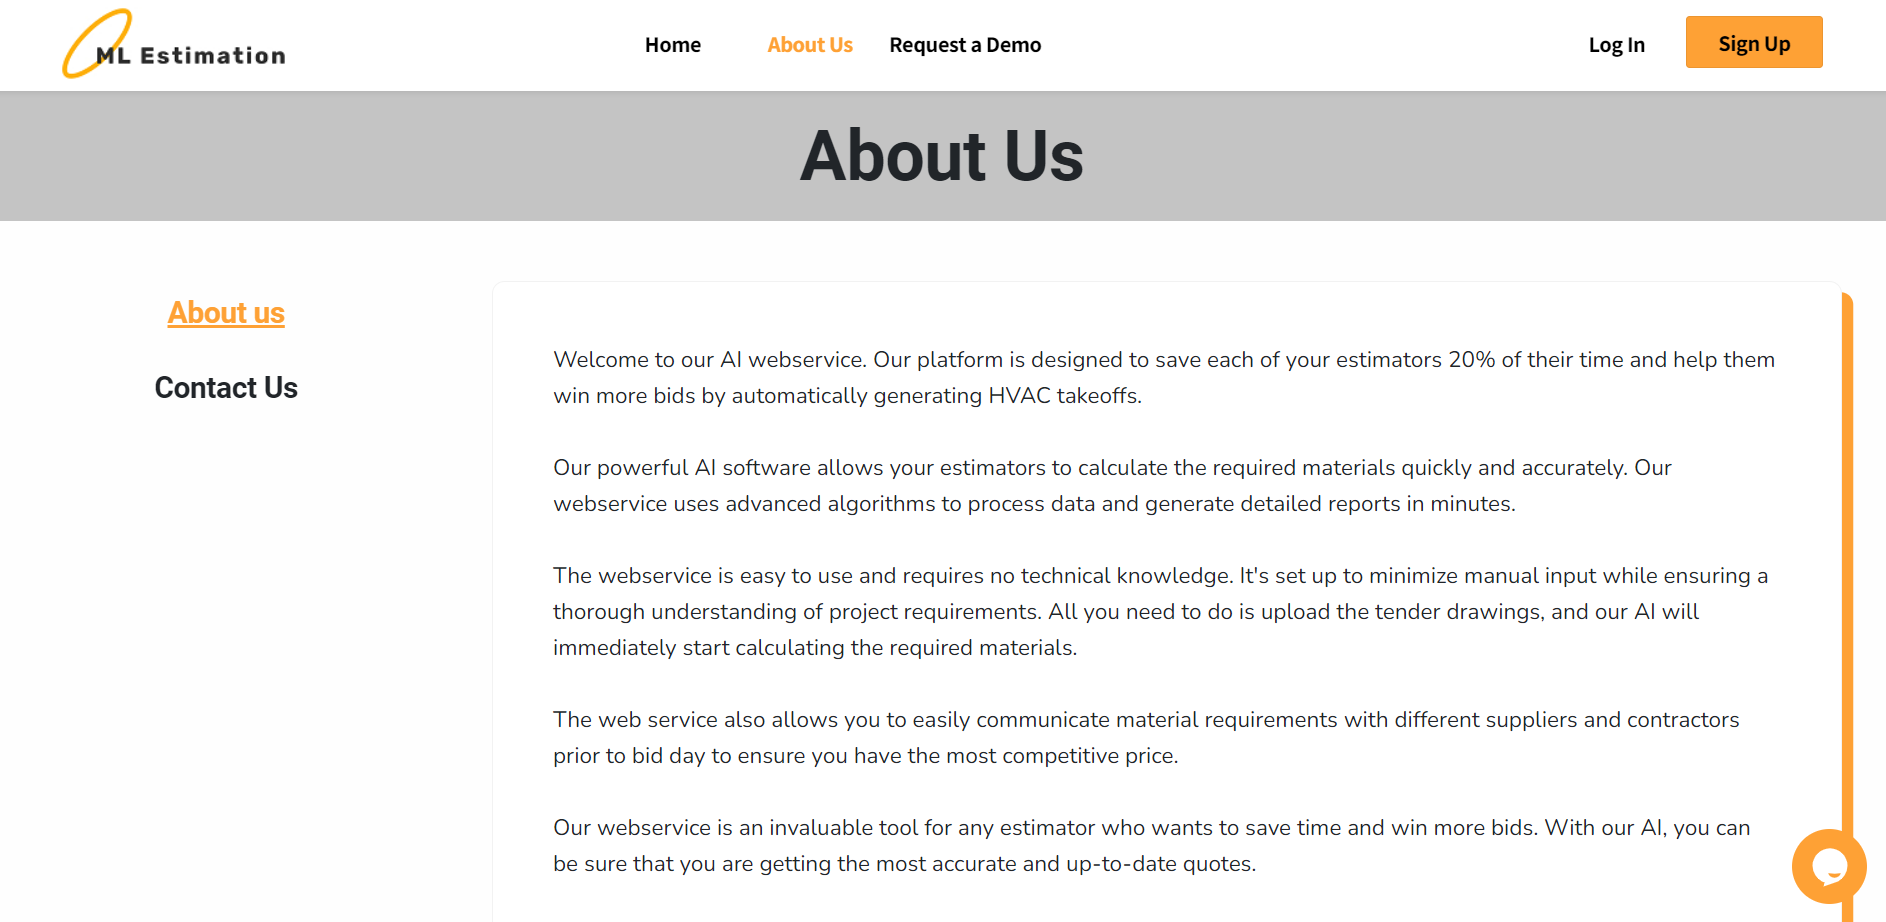 ML Estimation
Home
About Us
Request a Demo
Log In
Sign Up
About Us
About us
Contact Us
Welcome to our AI webservice. Our platform is designed to save each of your estimators 20% of their time and help them
win more bids by automatically generating HVAC takeoffs.
Our powerful AI software allows your estimators to calculate the required materials quickly and accurately. Our
webservice uses advanced algorithms to process data and generate detailed reports in minutes.
The webservice is easy to use and requires no technical knowledge. It's set up to minimize manual input while ensuring a
thorough understanding of project requirements. All you need to do is upload the tender drawings, and our AI will
immediately start calculating the required materials.
The web service also allows you to easily communicate material requirements with different suppliers and contractors
prior to bid day to ensure you have the most competitive price.
Our webservice is an invaluable tool for any estimator who wants to save time and win more bids. With our AI, you can
be sure that you are getting the most accurate and up-to-date quotes.